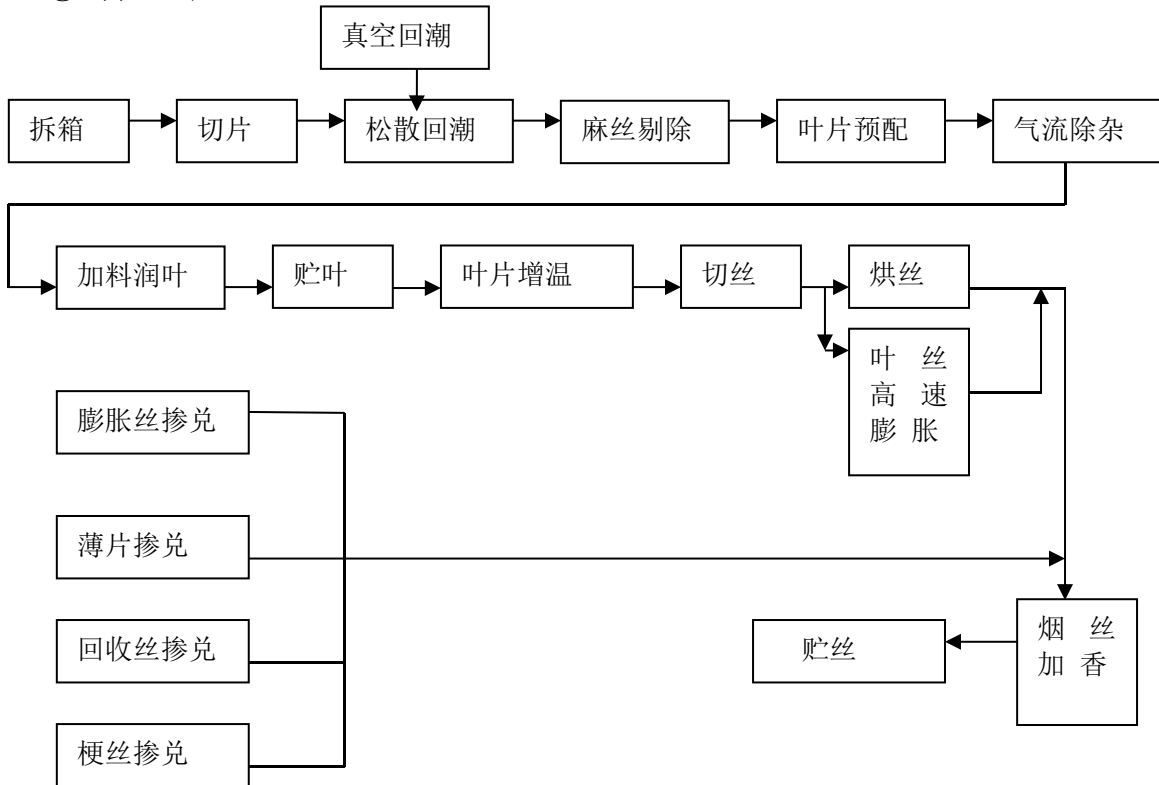 真空回潮
拆箱
切片
松散回潮
麻丝剔除
叶片预配
气流除杂
加料润叶
贮叶
叶片增温
切丝
烘丝
叶丝
高速
膨胀
膨胀丝掺兑
薄片掺兑
回收丝掺兑
梗丝掺兑
烟丝
加香
贮丝